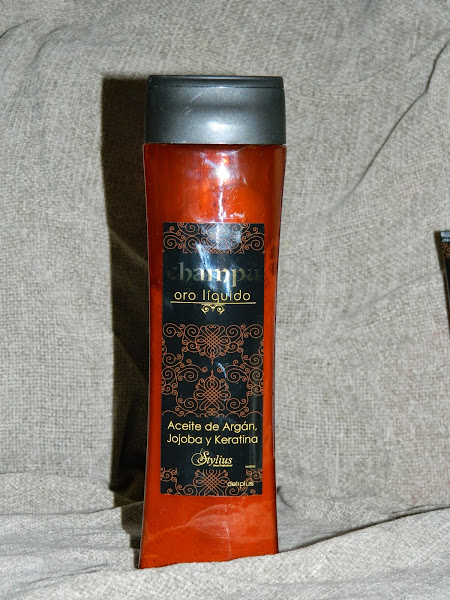 champú
oro líquido
Aceite de Argán,
Jojoba y Keratina
Stylius
deliplus